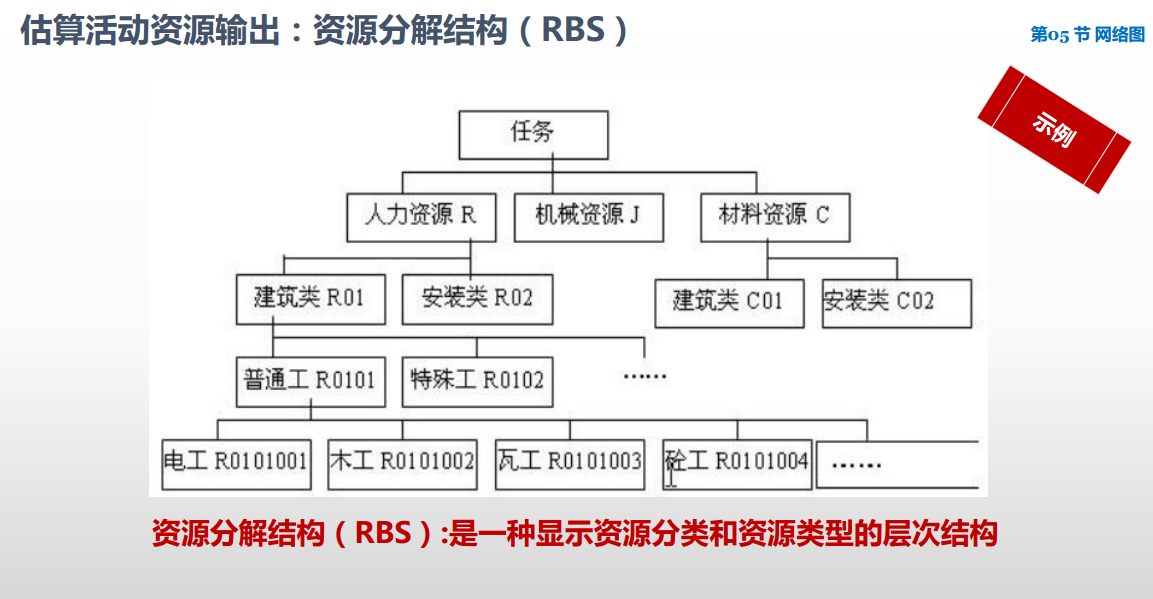 估算活动资源输出：资源分解结构（RBS）
第05 节 网络图
示例
任务
人力资源 R
机械资源 J
材料资源 C
建筑类 R01
安装类 R02
建筑类 C01
安装类 C02
普通工 R0101
特殊工 R0102
……
电工 R0101001
木工 R0101002
瓦工 R0101003
砼工 R0101004
……
资源分解结构（RBS）:是一种显示资源分类和资源类型的层次结构